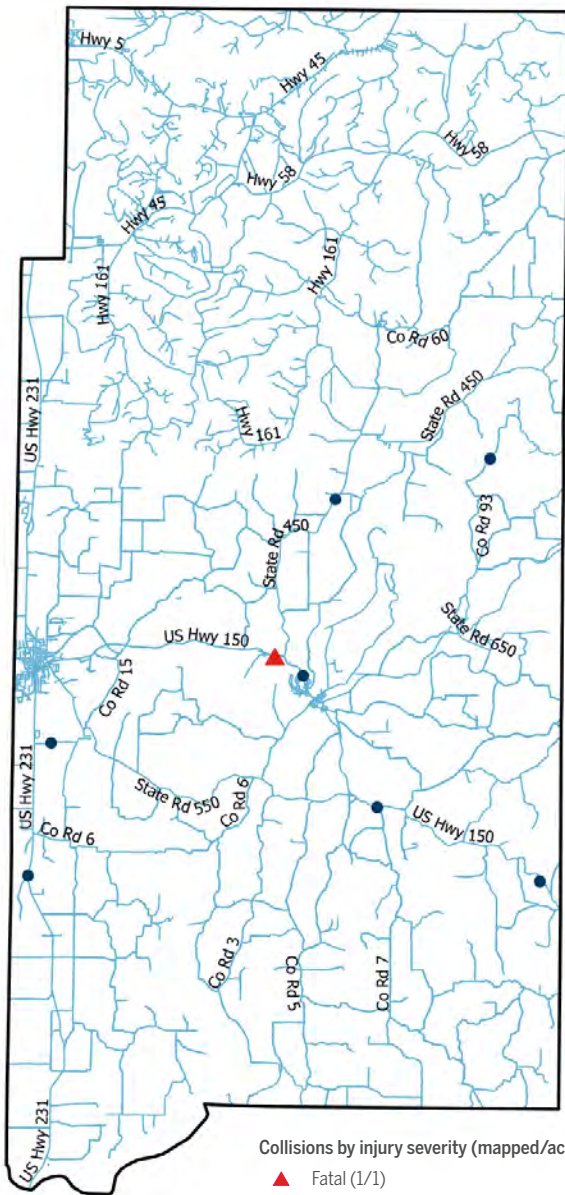 Hwy 5
Hwy 45
Hwy 58
Hwy 58
Hwy 45
Hwy 161
Hwy 161
Co Rd 60
US Hwy 231
State Rd 450
Hwy 161
State Rd 450
Co Rd 93
State Rd 650
US Hwy 150
Co Rd 15
US Hwy 231
State Rd 550
Co Rd 6
US Hwy 150
Co Rd 6
Co Rd 3
Co Rd 5
Co Rd 7
US Hwy 231
Collisions by injury severity (mapped/ac
Fatal (1/1)